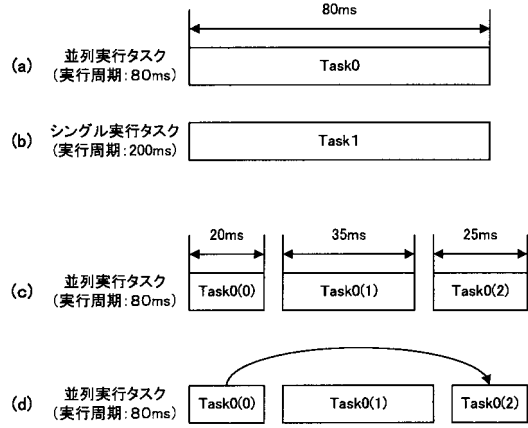 80ms
(a) 並列実行タスク
(実行周期:80ms)
Task0
(b) シングル実行タスク
(実行周期:200ms)
Task1
20ms 35ms 25ms
(c) 並列実行タスク
(実行周期:80ms)
Task0(0) Task0(1) Task0(2)
(d) 並列実行タスク
(実行周期:80ms)
Task0(0) Task0(1) Task0(2)